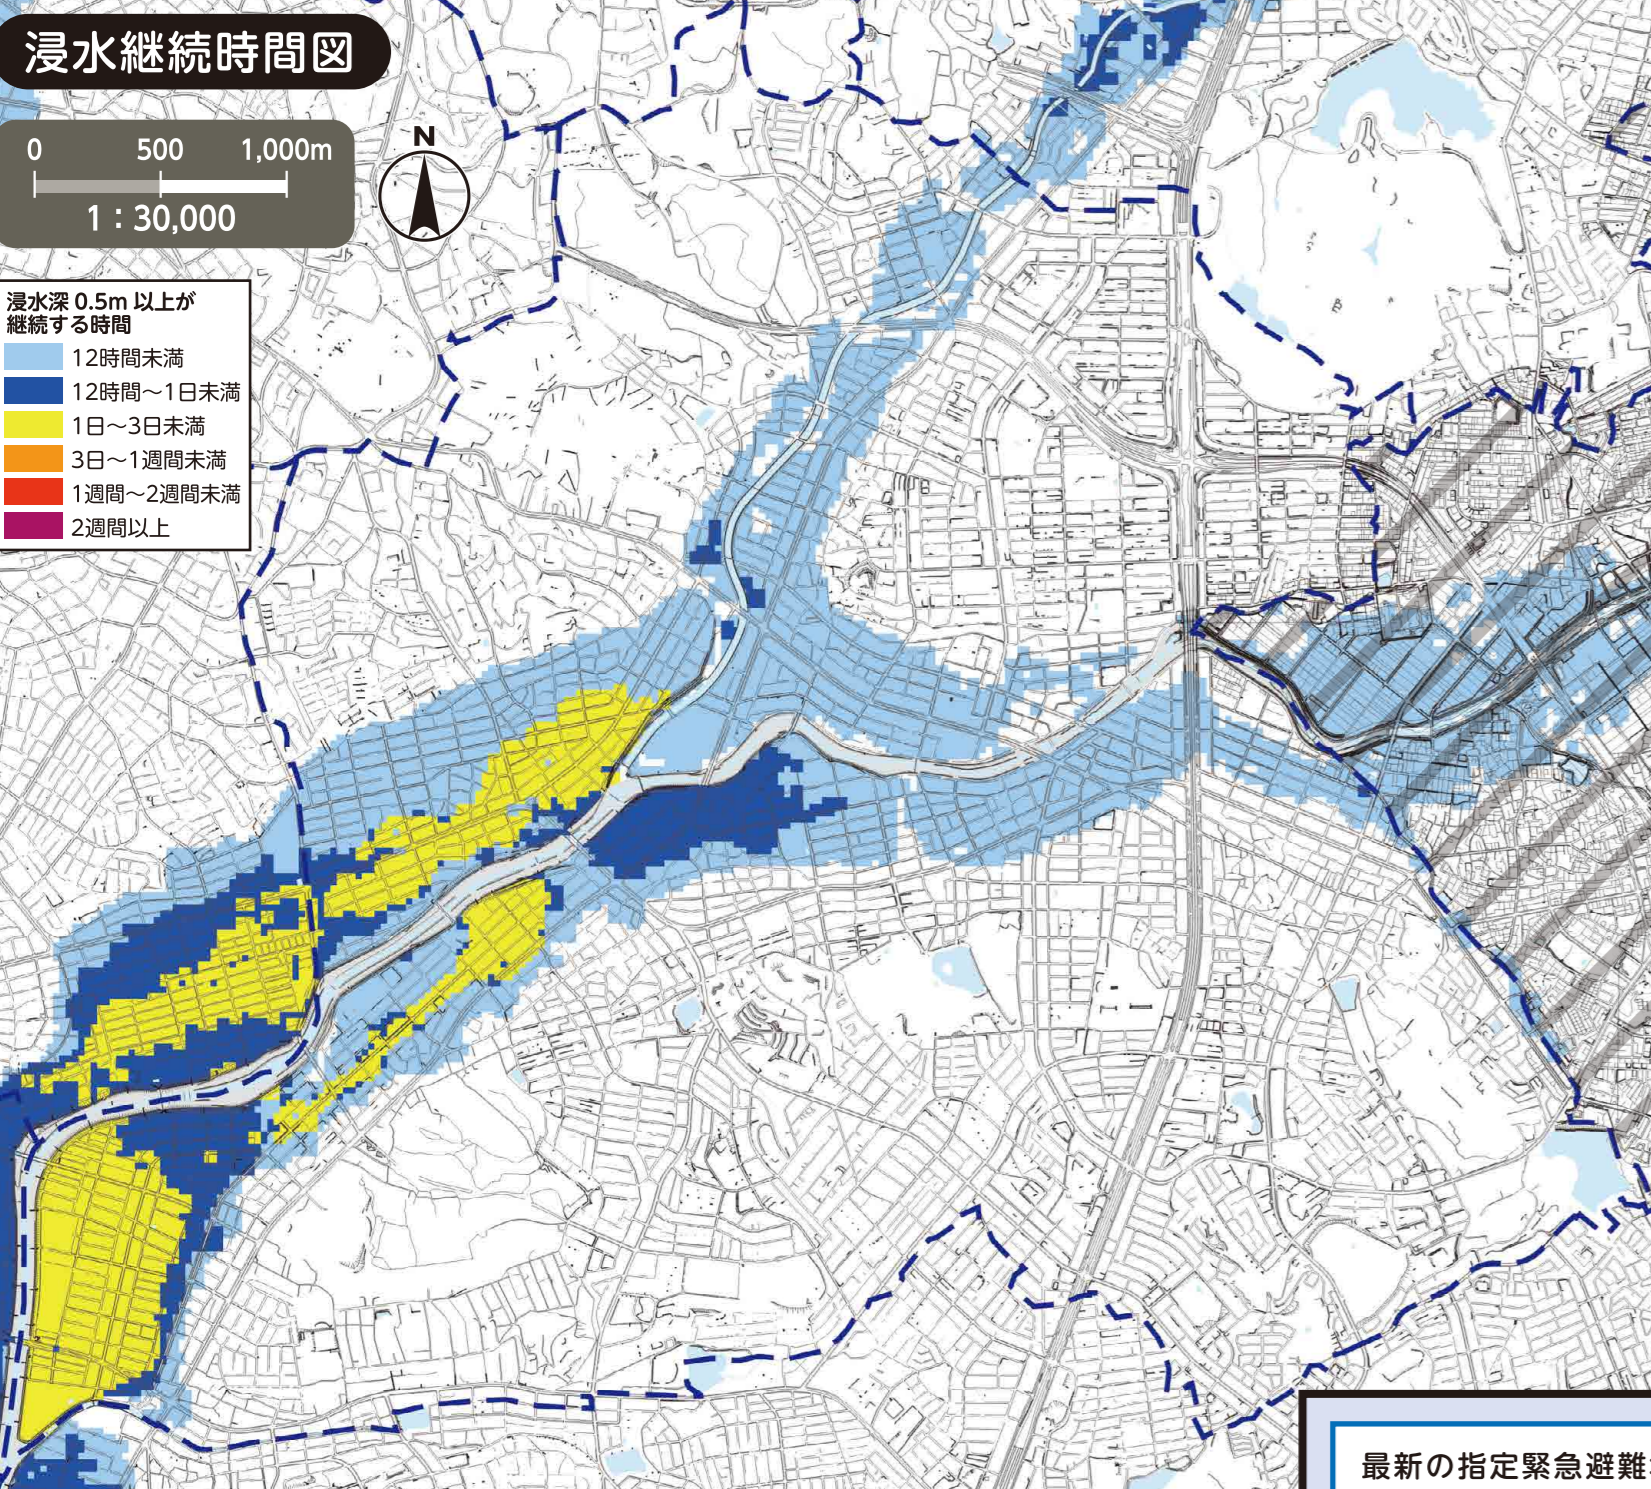 浸水継続時間図
0 500 1,000m
1：30,000
N
浸水深 0.5m 以上が
継続する時間
12時間未満
12時間～1日未満
1日～3日未満
3日～1週間未満
1週間～2週間未満
2週間以上
最新の指定緊急避難